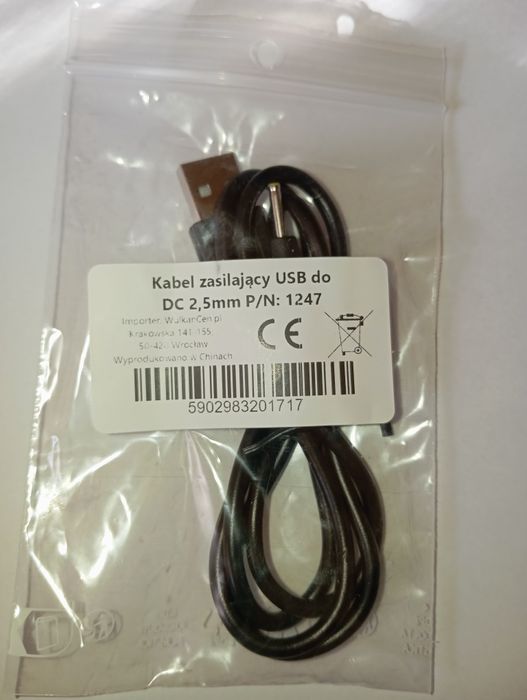 Kabel zasilający USB do
DC 2,5mm P/N: 1247
Importer: WulkanCen.pl
Krakowska 141-155,
50-428 Wrocław
Wyprodukowano w Chinach
CE
5902983201717